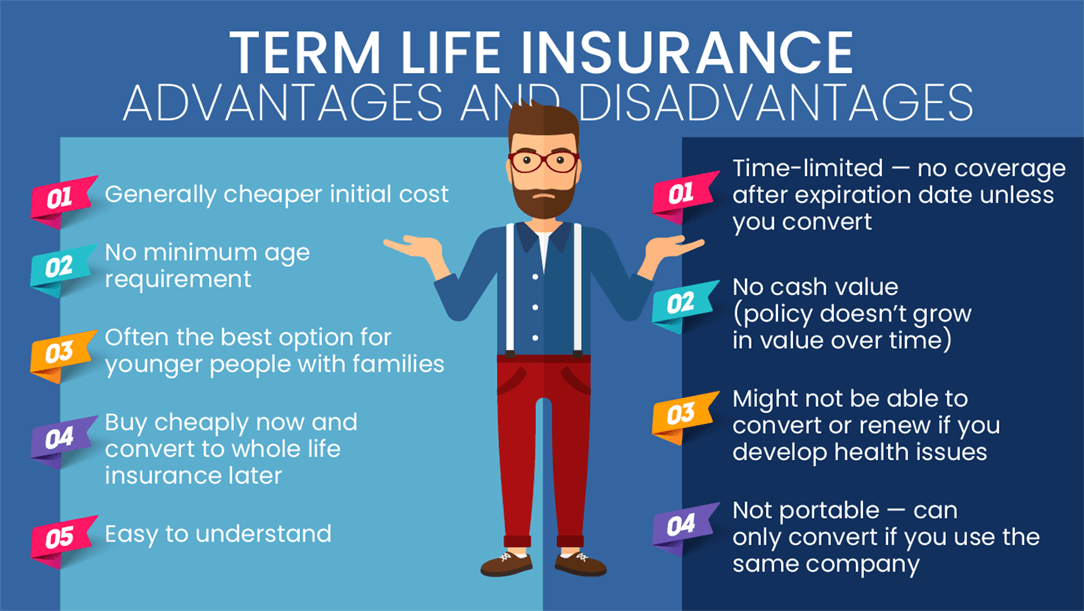 TERM LIFE INSURANCE
ADVANTAGES AND DISADVANTAGES
01
Generally cheaper initial cost
02
No minimum age
requirement
03
Often the best option for
younger people with families
04
Buy cheaply now and
convert to whole life
insurance later
05
Easy to understand
01
Time-limited — no coverage
after expiration date unless
you convert
02
No cash value
(policy doesn’t grow
in value over time)
03
Might not be able to
convert or renew if you
develop health issues
04
Not portable — can
only convert if you use the
same company